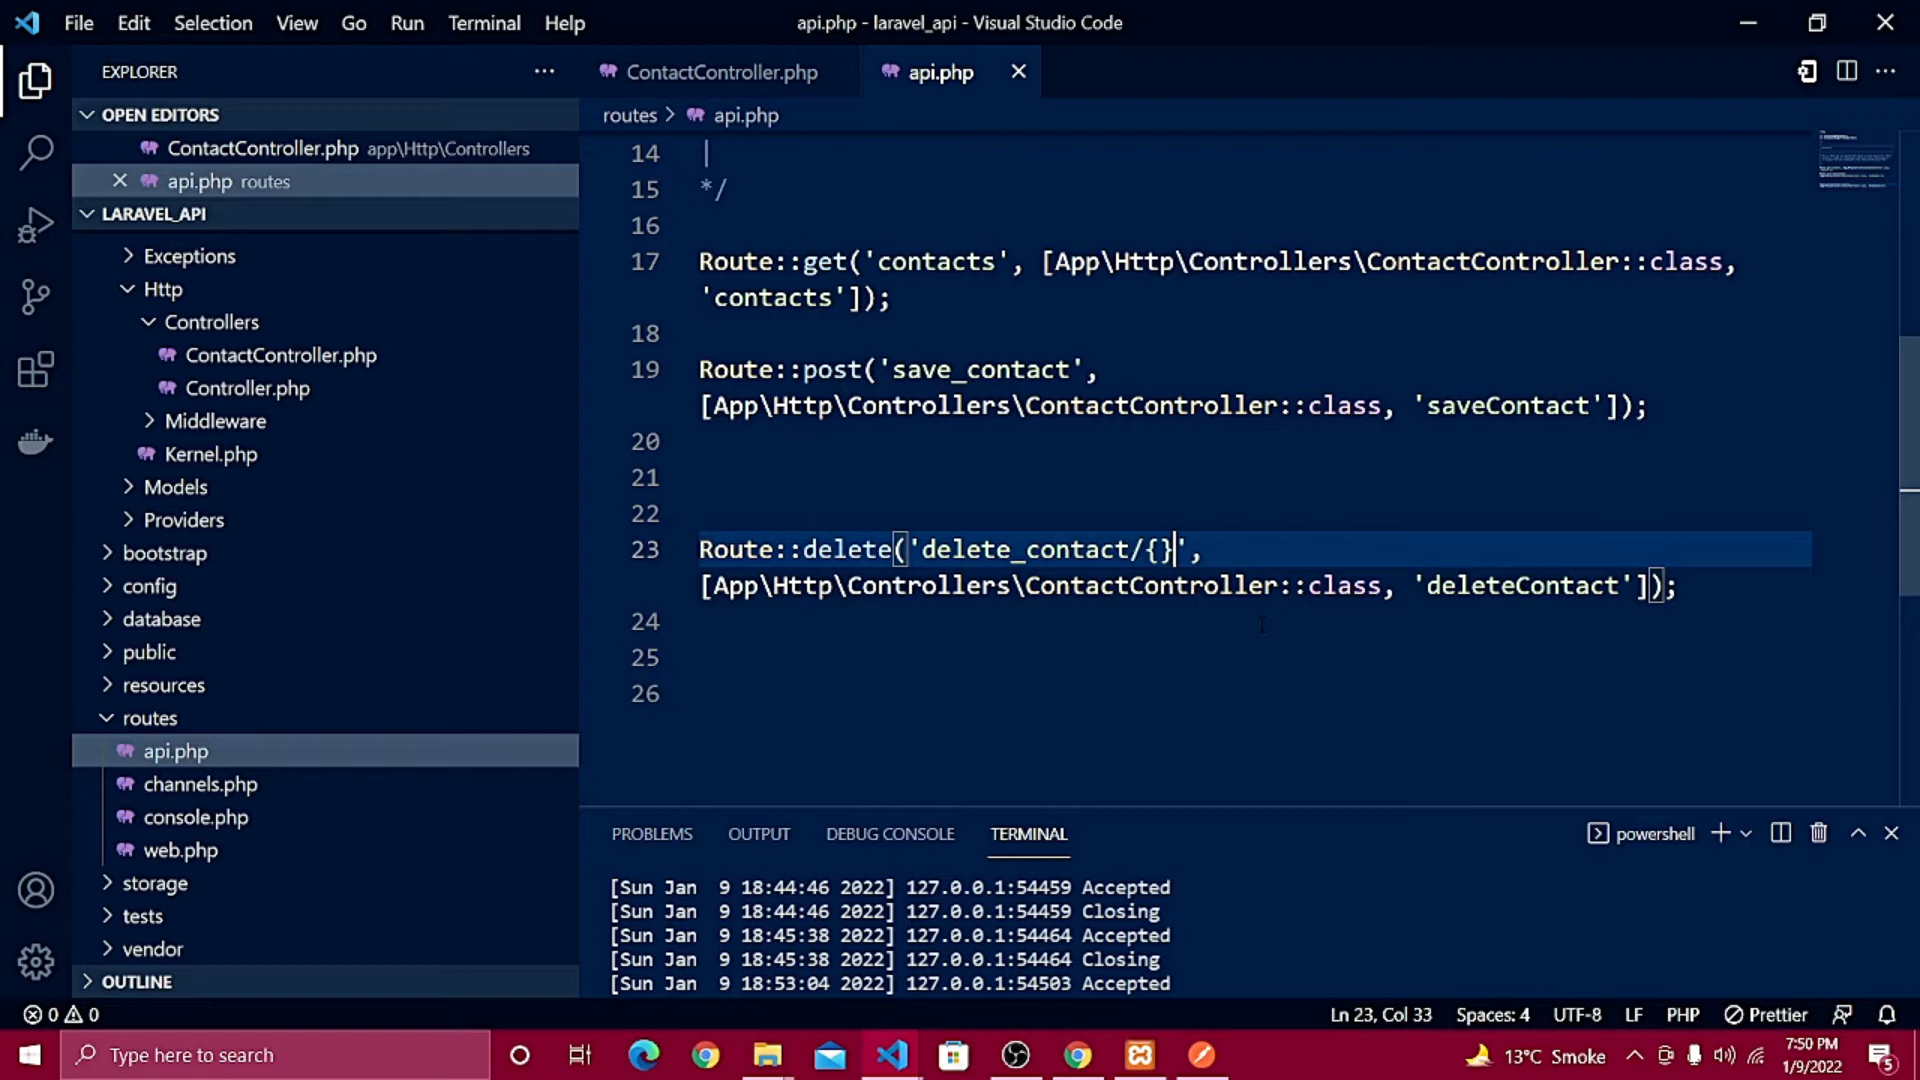 File Edit Selection View Go Run Terminal Help
api.php - laravel_api - Visual Studio Code
EXPLORER
OPEN EDITORS
ContactController.php app\Http\Controllers
api.php routes
LARAVEL_API
Exceptions
Http
Controllers
ContactController.php
Controller.php
Middleware
Kernel.php
Models
Providers
bootstrap
config
database
public
resources
routes
api.php
channels.php
console.php
web.php
storage
tests
vendor
OUTLINE
ContactController.php
api.php
routes > api.php
14 |
15 */
16
17 Route::get('contacts', [App\Http\Controllers\ContactController::class,
'contacts']);
18
19 Route::post('save_contact',
[App\Http\Controllers\ContactController::class, 'saveContact']);
20
21
22
23 Route::delete('delete_contact/{}',
[App\Http\Controllers\ContactController::class, 'deleteContact']);
24
25
26
PROBLEMS OUTPUT DEBUG CONSOLE TERMINAL
powershell
[Sun Jan  9 18:44:46 2022] 127.0.0.1:54459 Accepted
[Sun Jan  9 18:44:46 2022] 127.0.0.1:54459 Closing
[Sun Jan  9 18:45:38 2022] 127.0.0.1:54464 Accepted
[Sun Jan  9 18:45:38 2022] 127.0.0.1:54464 Closing
[Sun Jan  9 18:53:04 2022] 127.0.0.1:54503 Accepted
0 0
Ln 23, Col 33 Spaces: 4 UTF-8 LF PHP Prettier
Type here to search
13°C Smoke
7:50 PM
1/9/2022
5